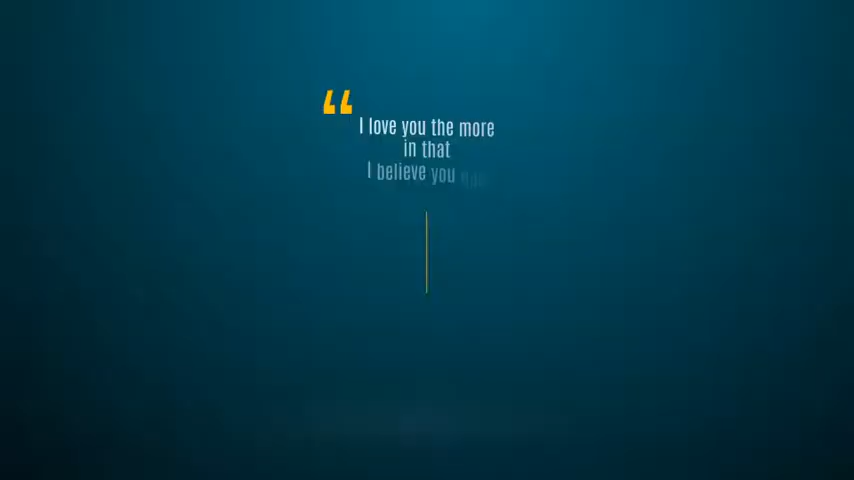 “I love you the more
in that
I believe you